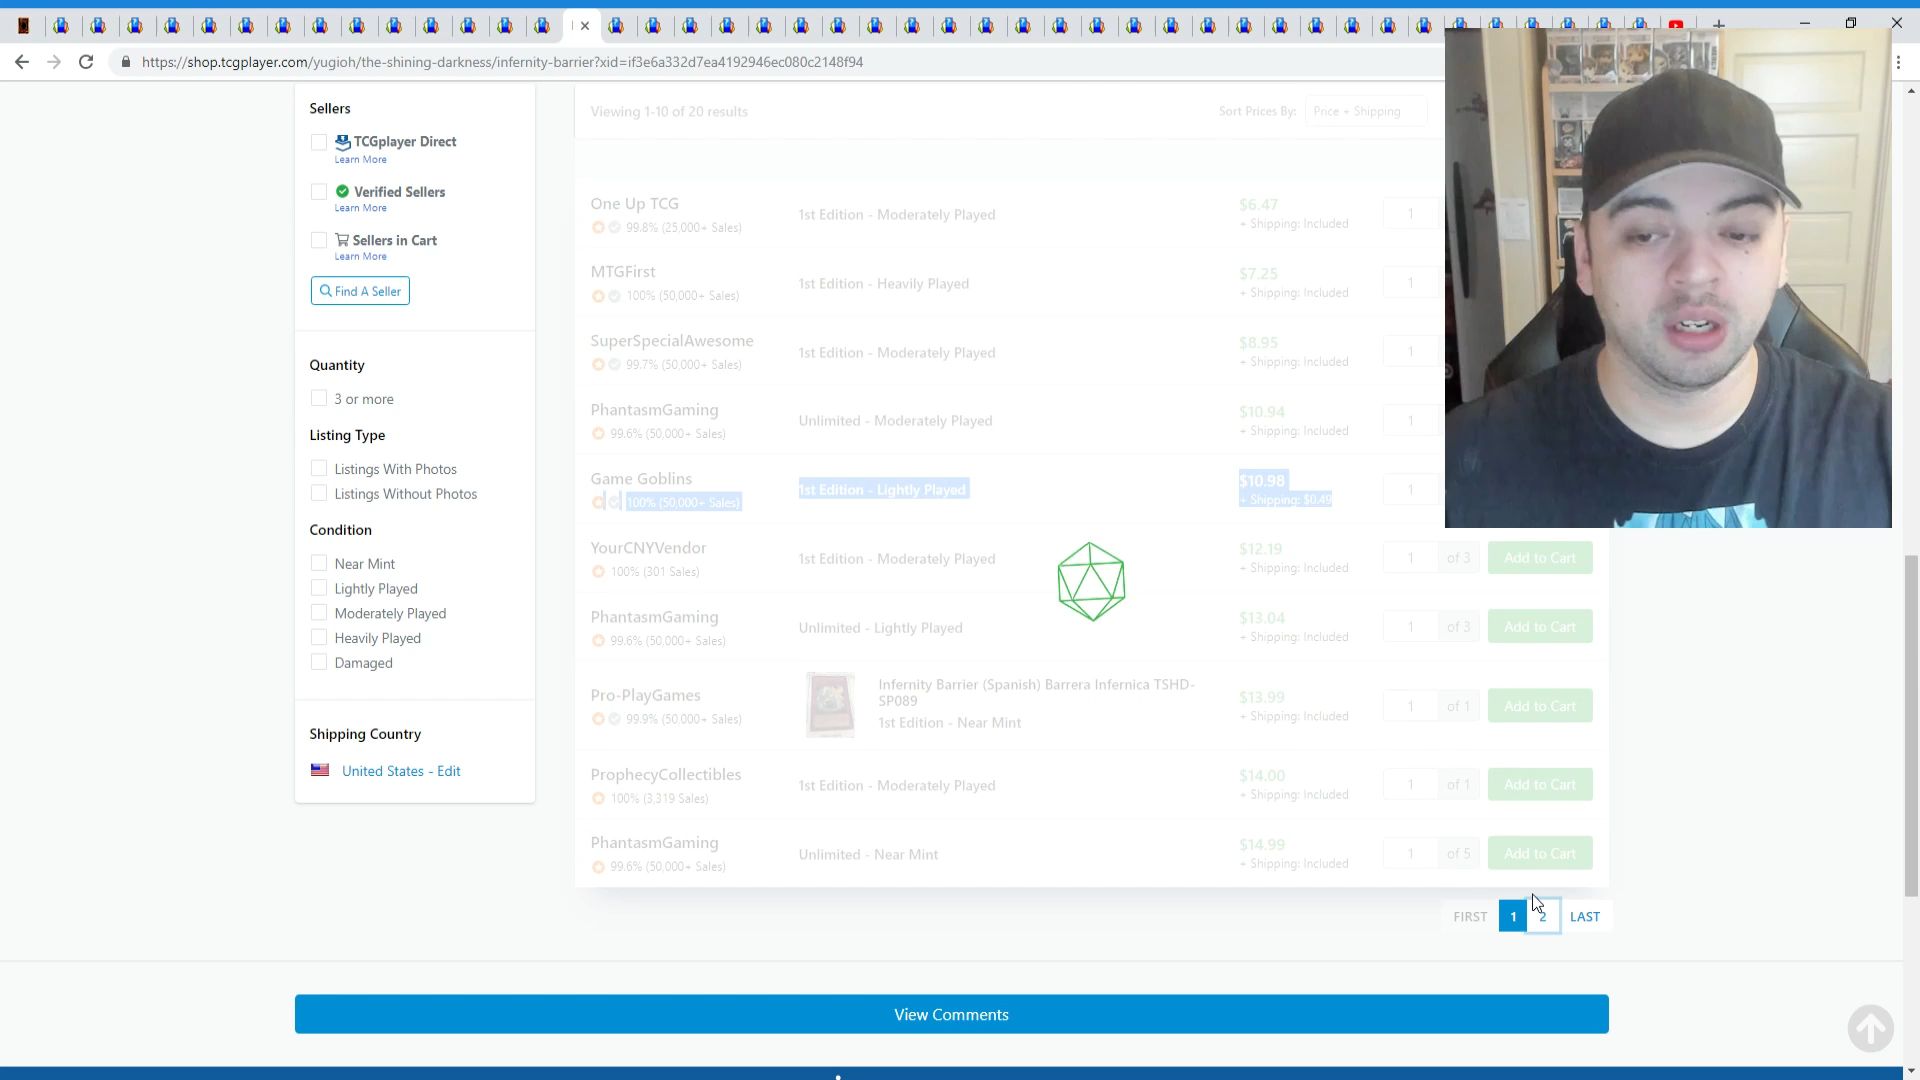 https://shop.tcgplayer.com/yugioh/the-shining-darkness/infernity-barrier?xid=if3e6a332d7ea4192946ec080c2148f94
Sellers
TCGplayer Direct
Learn More
Verified Sellers
Learn More
Sellers in Cart
Learn More
Find A Seller
Quantity
3 or more
Listing Type
Listings With Photos
Listings Without Photos
Condition
Near Mint
Lightly Played
Moderately Played
Heavily Played
Damaged
Shipping Country
United States - Edit
Viewing 1-10 of 20 results
Sort Prices By: Price + Shipping
One Up TCG
99.8% (25,000+ Sales)
1st Edition - Moderately Played
$6.47
+ Shipping: Included
1
MTGFirst
100% (50,000+ Sales)
1st Edition - Heavily Played
$7.25
+ Shipping: Included
1
SuperSpecialAwesome
99.7% (50,000+ Sales)
1st Edition - Moderately Played
$8.95
+ Shipping: Included
1
PhantasmGaming
99.6% (50,000+ Sales)
Unlimited - Moderately Played
$10.94
+ Shipping: Included
1
Game Goblins
100% (50,000+ Sales)
1st Edition - Lightly Played
$10.98
+ Shipping: $0.49
1
YourCNYVendor
100% (301 Sales)
1st Edition - Moderately Played
$12.19
+ Shipping: Included
1 of 3 Add to Cart
PhantasmGaming
99.6% (50,000+ Sales)
Unlimited - Lightly Played
$13.04
+ Shipping: Included
1 of 3 Add to Cart
Pro-PlayGames
99.9% (50,000+ Sales)
Infernity Barrier (Spanish) Barrera Infernica TSHD-
SP089
1st Edition - Near Mint
$13.99
+ Shipping: Included
1 of 1 Add to Cart
ProphecyCollectibles
100% (3,319 Sales)
1st Edition - Moderately Played
$14.00
+ Shipping: Included
1 of 1 Add to Cart
PhantasmGaming
99.6% (50,000+ Sales)
Unlimited - Near Mint
$14.99
+ Shipping: Included
1 of 5 Add to Cart
FIRST 1 2 LAST
View Comments